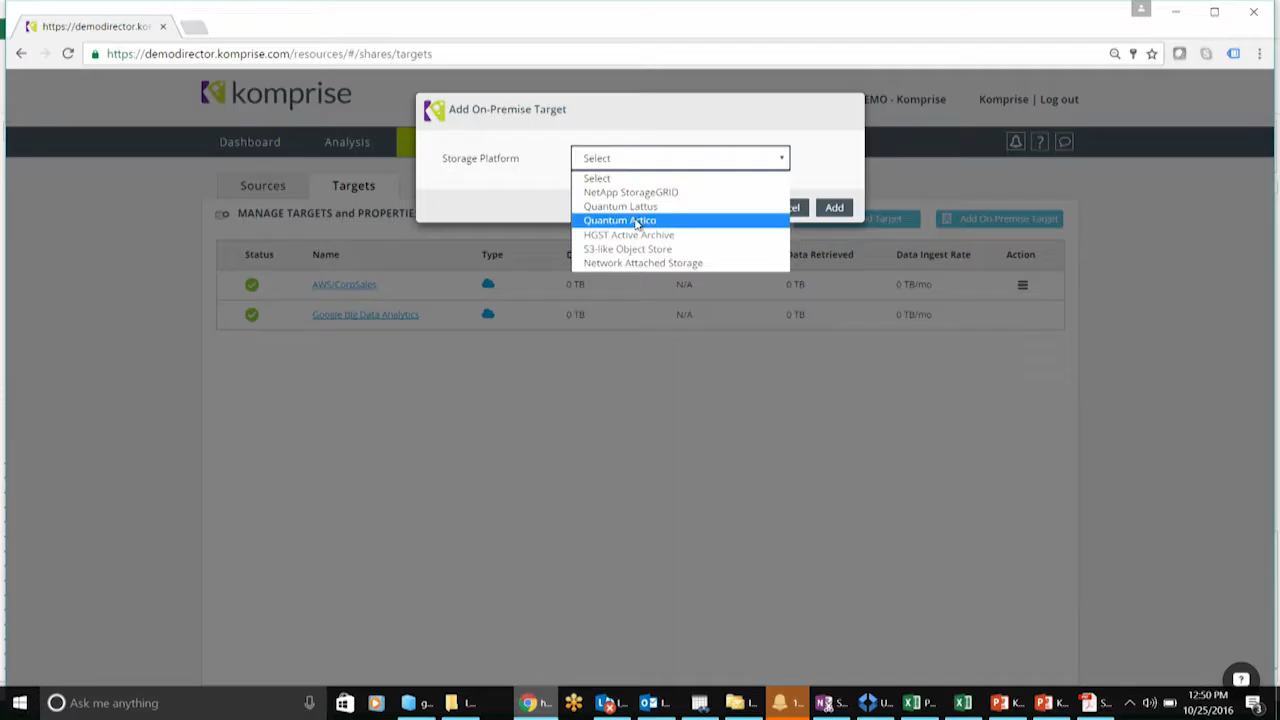 https://demodirector.kor
https://demodirector.komprise.com/resources/#/shares/targets
komprise
EMO - Komprise
Komprise | Log out
Dashboard
Analysis
?
Add On-Premise Target
Storage Platform
Select
Select
NetApp StorageGRID
Quantum Lattus
Quantum Artico
HGST Active Archive
S3-like Object Store
Network Attached Storage
Add
Sources
Targets
MANAGE TARGETS and PROPERTIE
Target
Add On-Premise Target
Status
Name
Type
Data Retrieved
Data Ingest Rate
Action
AWS/CorpSales
0 TB
N/A
0 TB
0 TB/mo
Google Big Data Analytics
0 TB
N/A
0 TB
0 TB/mo
?
Ask me anything
12:50 PM
10/25/2016